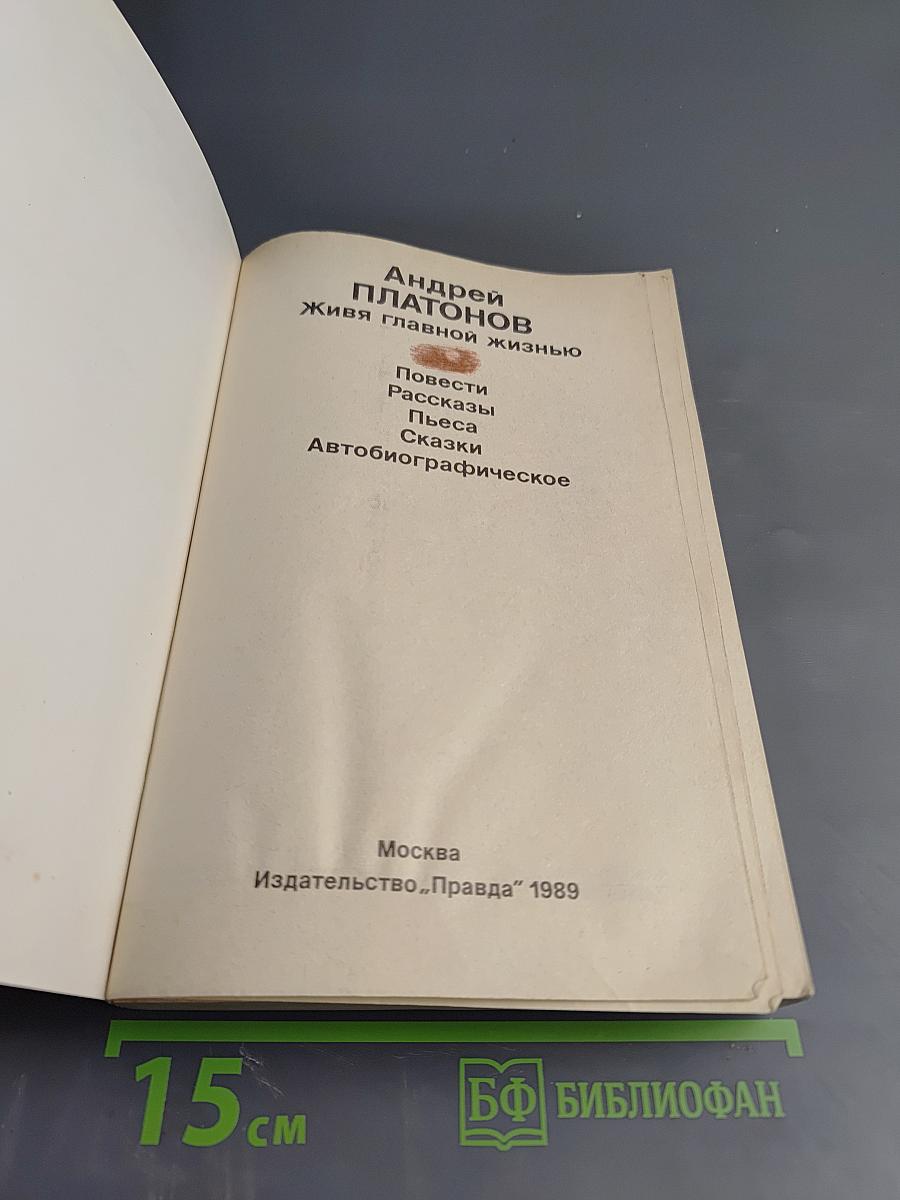 Андрей
ПЛАТОНОВ
Живя главной жизнью
Повести
Рассказы
Пьеса
Сказки
Автобиографическое
Москва
Издательство „Правда“ 1989
15 см
БФ БИБЛИОФАН